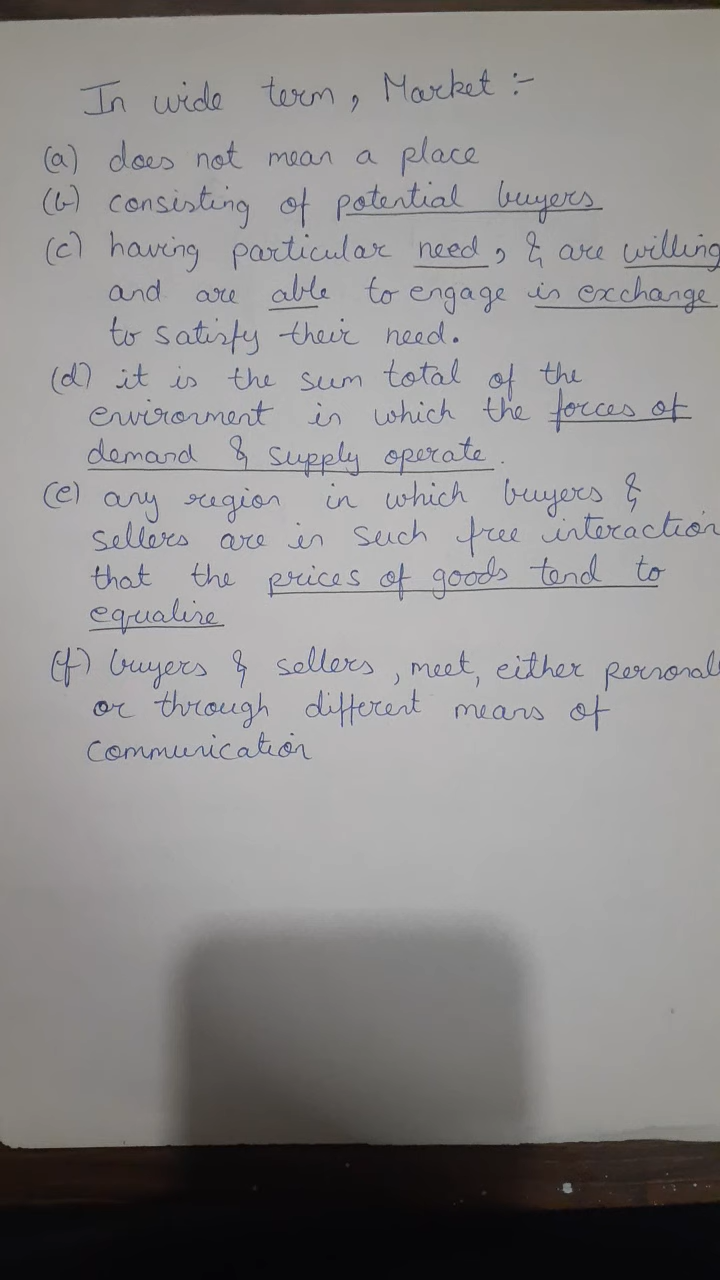 In wide term, Market :-
(a) does not mean a place
(b) consisting of potential buyers
(c) having particular need, & are willing
and are able to engage in exchange
to satisfy their need.
(d) it is the sum total of the
environment in which the forces of
demand & supply operate.
(e) any region in which buyers &
sellers are in such free interaction
that the prices of goods tend to
equalize
(f) buyers & sellers, meet, either personal
or through different means of
communication